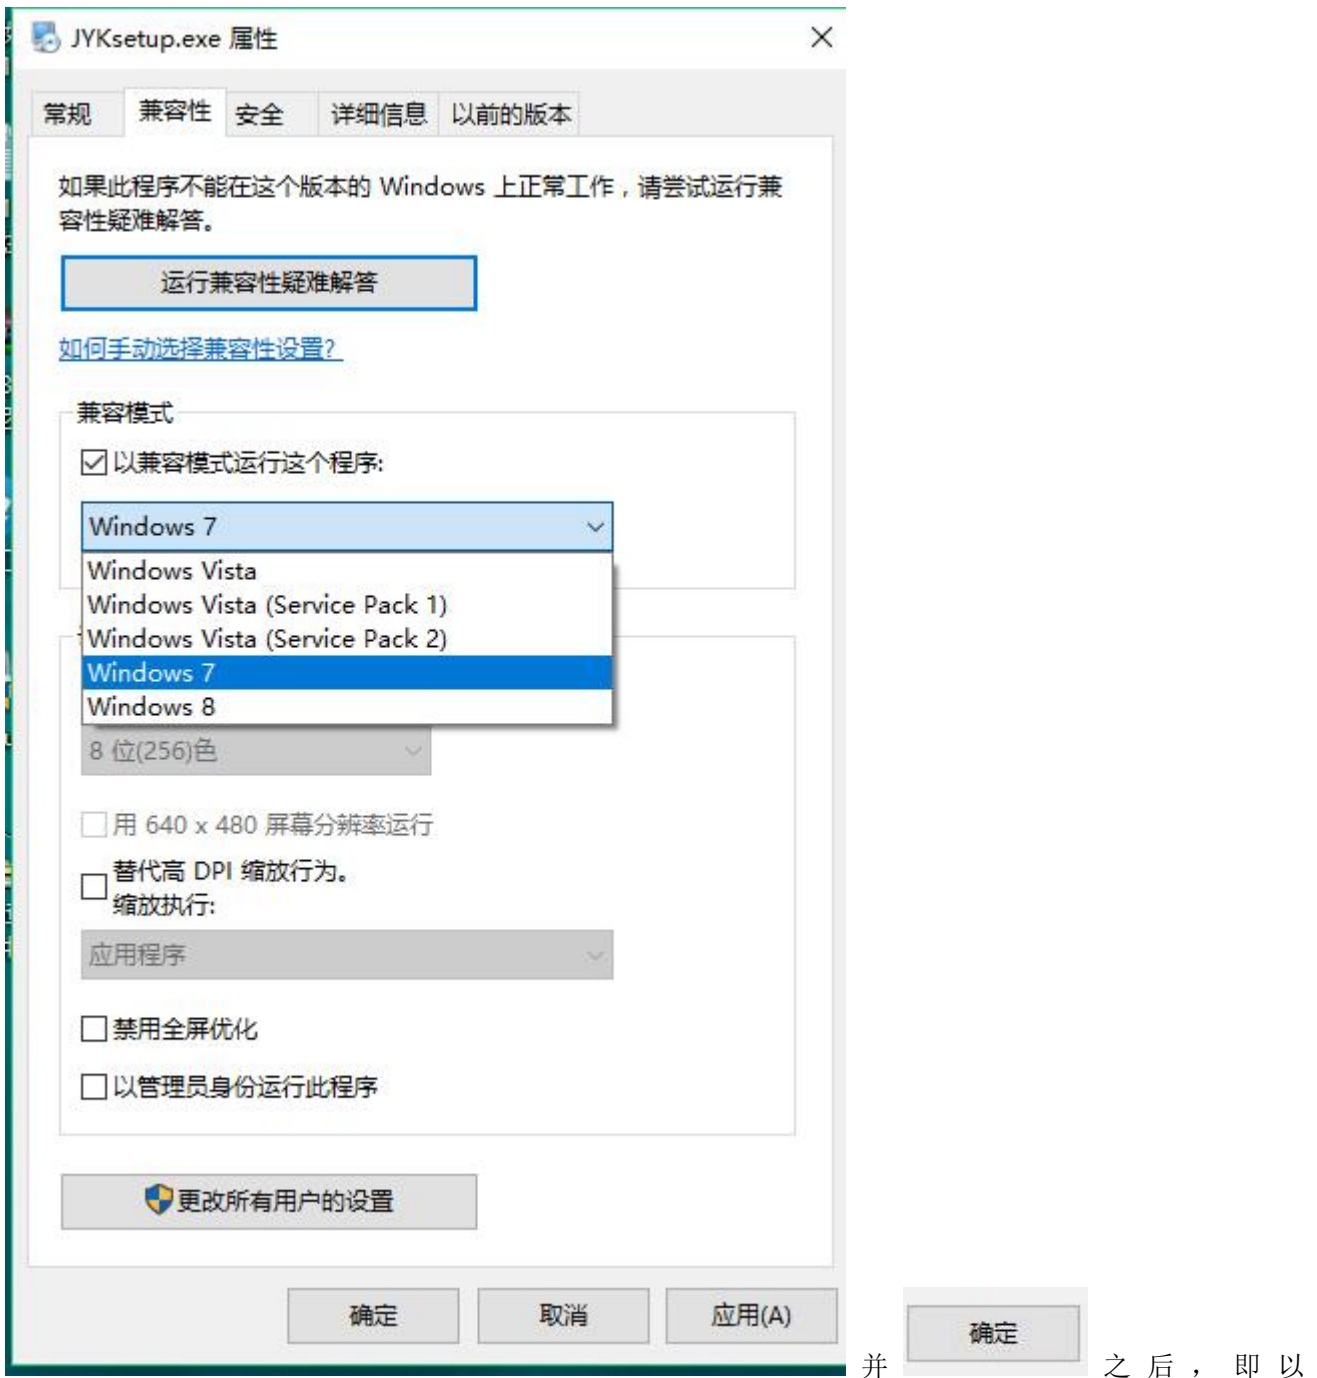 JYKsetup.exe 属性
常规 兼容性 安全 详细信息 以前的版本
如果此程序不能在这个版本的 Windows 上正常工作，请尝试运行兼
容性疑难解答。
运行兼容性疑难解答
如何手动选择兼容性设置?
兼容模式
以兼容模式运行这个程序:
Windows 7
Windows Vista
Windows Vista (Service Pack 1)
Windows Vista (Service Pack 2)
Windows 7
Windows 8
8 位(256)色
用 640 x 480 屏幕分辨率运行
替代高 DPI 缩放行为。
缩放执行:
应用程序
禁用全屏优化
以管理员身份运行此程序
更改所有用户的设置
确定 取消 应用(A)
并 确定 之后，即以